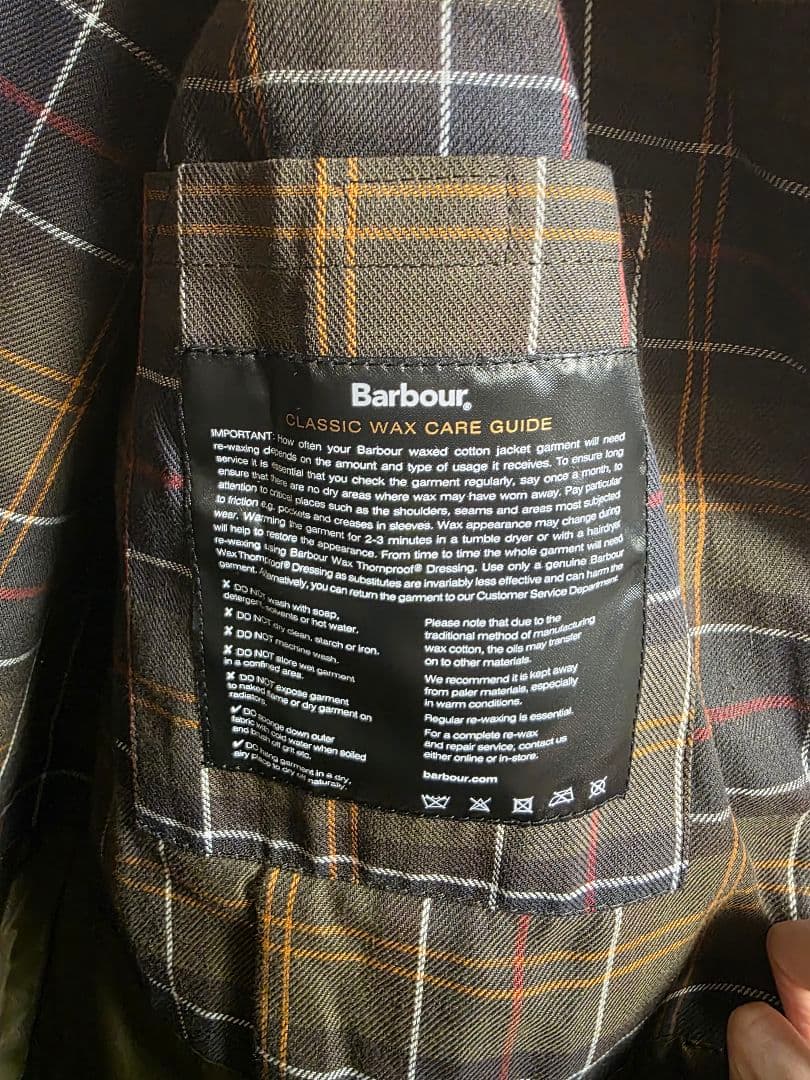 Barbour®
CLASSIC WAX CARE GUIDE
IMPORTANT: How often your Barbour waxed cotton jacket garment will need
re-waxing depends on the amount and type of usage it receives. To ensure long
service it is essential that you check the garment regularly, say once a month, to
ensure that there are no dry areas where wax may have worn away. Pay particular
attention to critical places such as the shoulders, seams and areas most subjected
to friction e.g. pockets and creases in sleeves. Wax appearance may change during
wear. Warming the garment for 2-3 minutes in a tumble dryer or with a hairdryer
will help to restore the appearance. From time to time the whole garment will need
re-waxing using Barbour Wax Thornproof® Dressing. Use only a genuine Barbour
Wax Thornproof® Dressing as substitutes are invariably less effective and can harm the
garment. Alternatively, you can return the garment to our Customer Service Department.
✘ DO NOT wash with soap,
detergent, solvents or hot water.
✘ DO NOT dry clean, starch or iron.
✘ DO NOT machine wash.
✘ DO NOT store wet garment
in a confined area.
✘ DO NOT expose garment
to naked flame or dry garment on
radiators.
✔ DO sponge down outer
fabric with cold water when soiled
and brush off grit etc.
✔ DO hang garment in a dry,
airy place to dry off naturally.
Please note that due to the
traditional method of manufacturing
wax cotton, the oils may transfer
on to other materials.
We recommend it is kept away
from paler materials, especially
in warm conditions.
Regular re-waxing is essential.
For a complete re-wax
and repair service, contact us
either online or in-store.
barbour.com